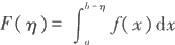 F(η) = ∫_a^{b-η} f(x) dx